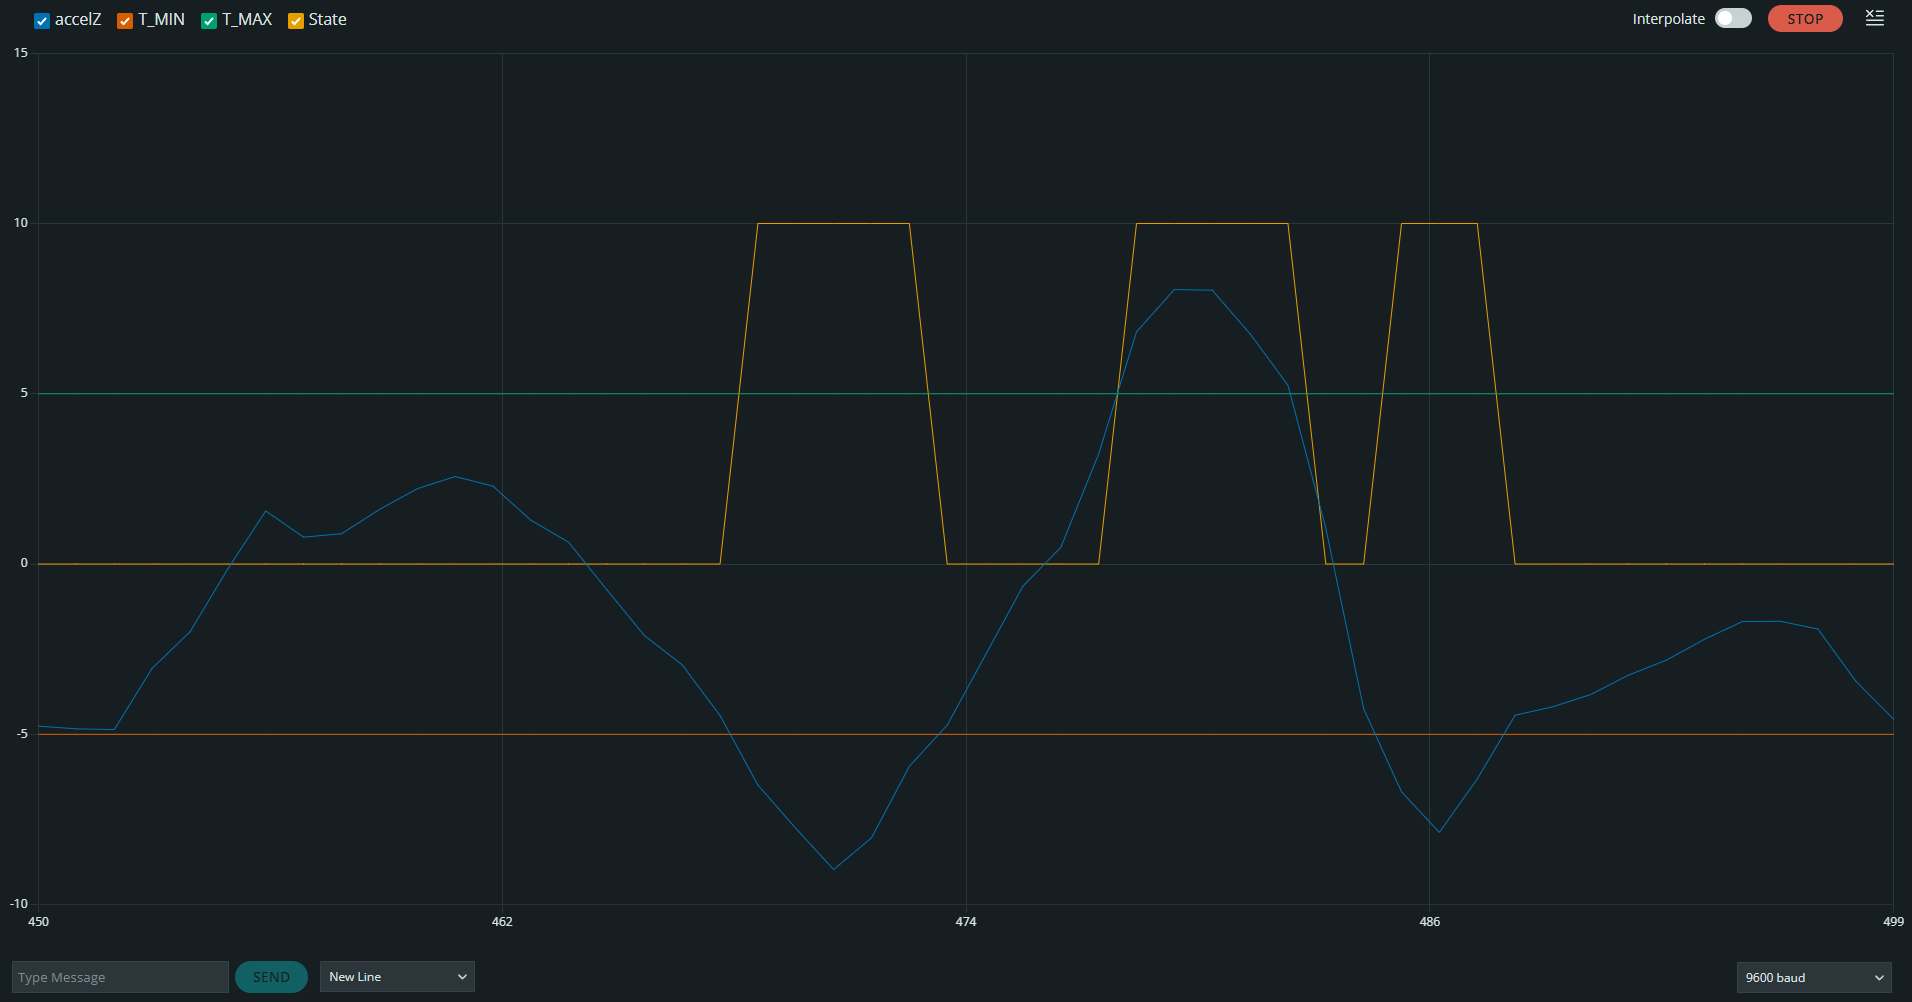 accelZ T_MIN T_MAX State Interpolate STOP
15
10
5
0
-5
-10
450 462 474 486 499
Type Message SEND New Line 9600 baud